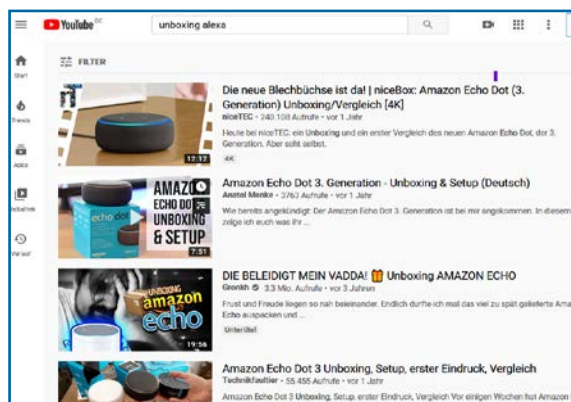 YouTube DE
unboxing alexa
FILTER
Start
Trends
Abos
Bibliothek
Verlauf
12:12
Die neue Blechbüchse ist da! | niceBox: Amazon Echo Dot (3.
Generation) Unboxing/Vergleich [4K]
niceTEC • 240.108 Aufrufe • vor 1 Jahr
Heute bei niceTEC: ein Unboxing und ein erster Vergleich des neuen Amazon Echo Dot, der 3.
Generation. Aber seht selbst.
4K
AMAZO
ECHO DOT
UNBOXING
& SETUP
echo dot
7:51
Amazon Echo Dot 3. Generation - Unboxing & Setup (Deutsch)
Anstal Menke • 3763 Aufrufe • vor 1 Jahr
Wie bereits angekündigt: Der Amazon Echo Dot 3. Generation ist bei mir angekommen. In diesem
zeige ich euch was ihr ...
UNBOXING
amazon
echo
19:56
DIE BELEIDIGT MEIN VADDA! 🎁 Unboxing AMAZON ECHO
Gronkh • 3.3 Mio. Aufrufe • vor 3 Jahren
Frust und Freude liegen so nah beieinander. Endlich durfte ich mal das viel zu spät gelieferte Ama
Echo auspacken und ...
Untertitel
Amazon Echo Dot 3 Unboxing, Setup, erster Eindruck, Vergleich
Technikfaultier • 55.455 Aufrufe • vor 1 Jahr
Amazon Echo Dot 3 Unboxing, Setup, erster Eindruck, Vergleich Vor einigen Wochen hat Amazon